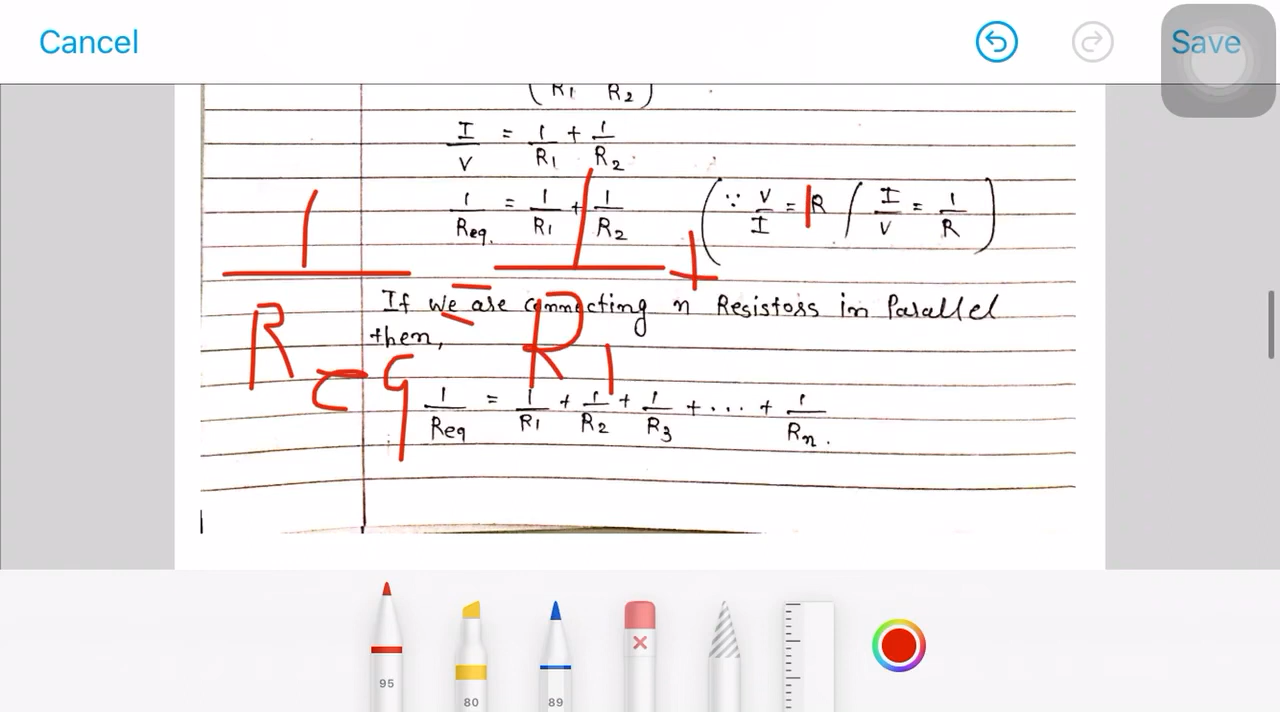 Cancel Save
( R1 R2 )
I/V = 1/R1 + 1/R2
1/Req. = 1/R1 + 1/R2 ( ∵ V/I = R / I/V = 1/R )
1/Req = 1/R1 +
If we are connecting n Resistors in Parallel
then,
1/Req = 1/R1 + 1/R2 + 1/R3 + ... + 1/Rn.
95 80 89